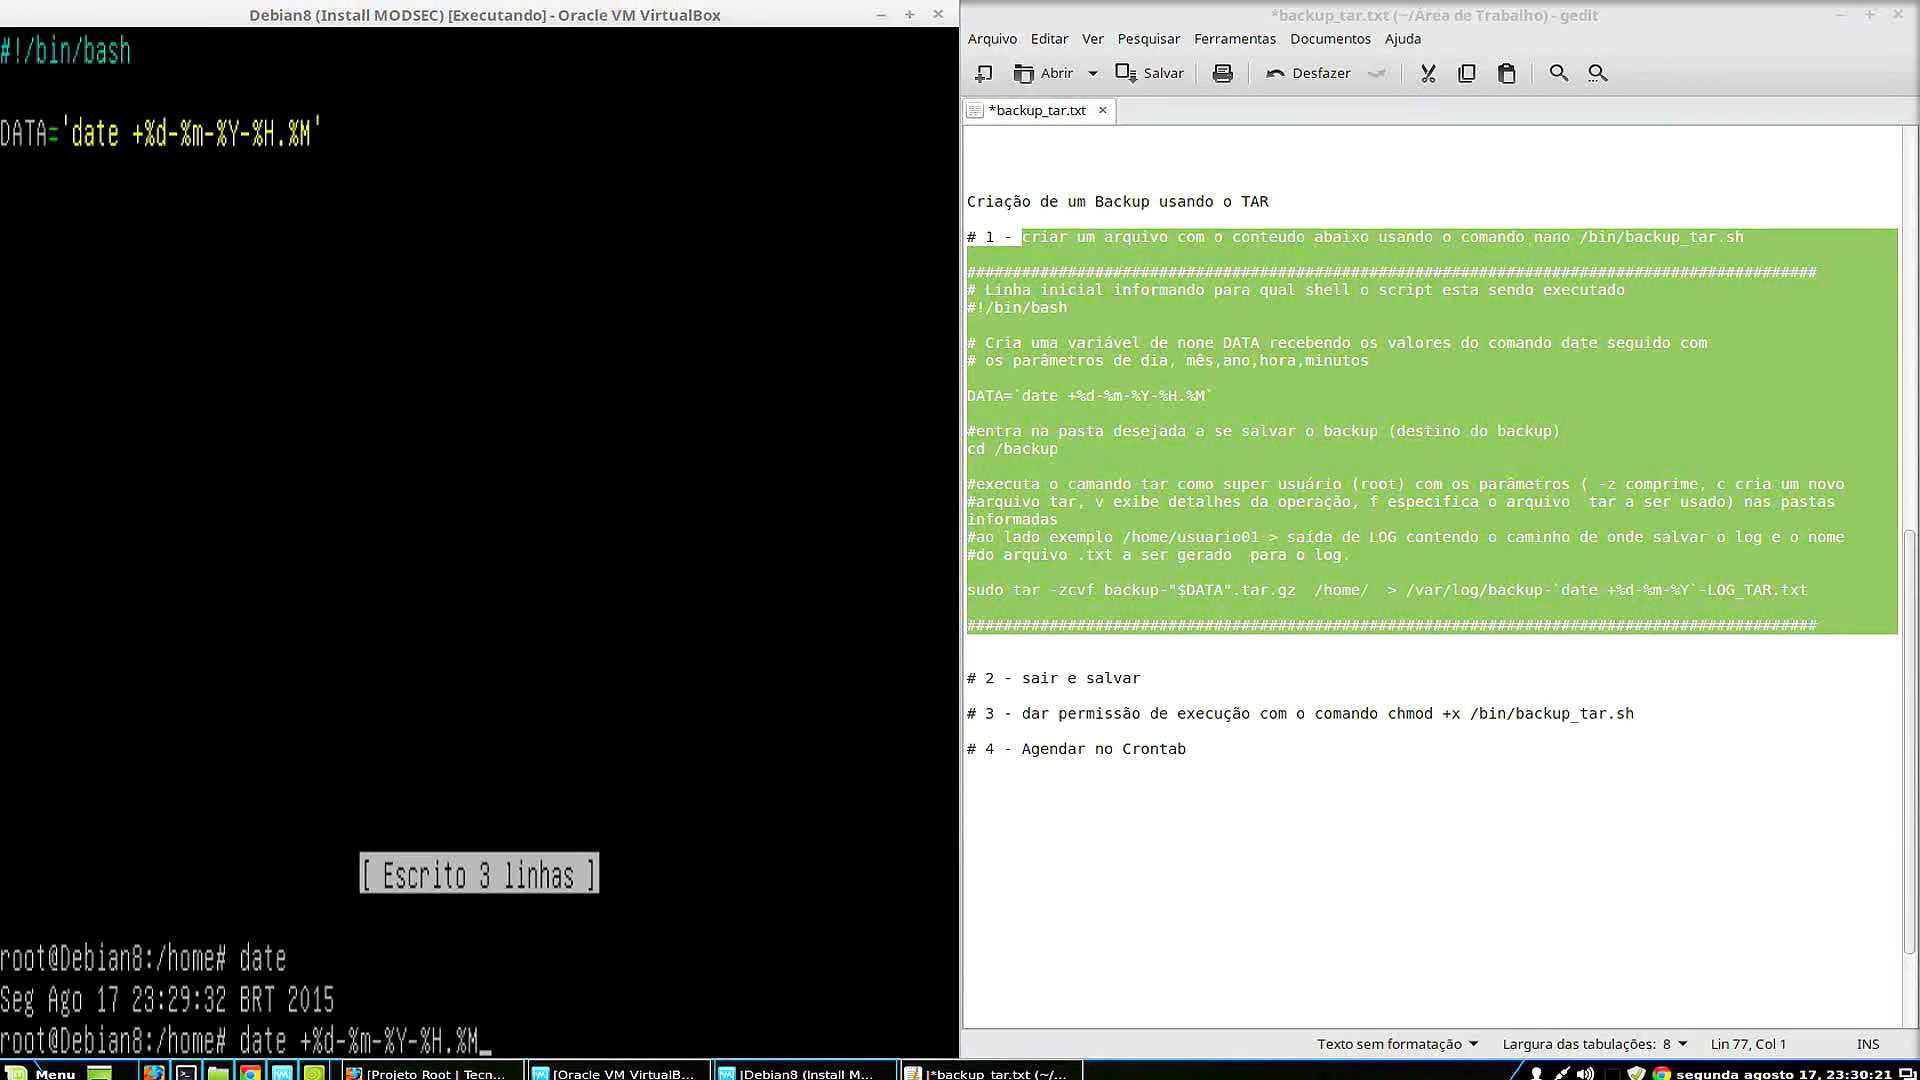 Debian8 (Install MODSEC) [Executando] - Oracle VM VirtualBox
#!/bin/bash
DATA='date +%d-%m-%Y-%H.%M'
[ Escrito 3 linhas ]
root@Debian8:/home# date
Seg Ago 17 23:29:32 BRT 2015
root@Debian8:/home# date +%d-%m-%Y-%H.%M_
*backup_tar.txt (~/Área de Trabalho) - gedit
Arquivo Editar Ver Pesquisar Ferramentas Documentos Ajuda
Abrir Salvar Desfazer
*backup_tar.txt ×
Criação de um Backup usando o TAR
# 1 - criar um arquivo com o conteudo abaixo usando o comando nano /bin/backup_tar.sh
#############################################################################################
# Linha inicial informando para qual shell o script esta sendo executado
#!/bin/bash
# Cria uma variável de none DATA recebendo os valores do comando date seguido com
# os parâmetros de dia, mês,ano,hora,minutos
DATA=`date +%d-%m-%Y-%H.%M`
#entra na pasta desejada a se salvar o backup (destino do backup)
cd /backup
#executa o camando tar como super usuário (root) com os parâmetros ( -z comprime, c cria um novo
#arquivo tar, v exibe detalhes da operação, f especifica o arquivo  tar a ser usado) nas pastas
informadas
#ao lado exemplo /home/usuario01 > saída de LOG contendo o caminho de onde salvar o log e o nome
#do arquivo .txt a ser gerado  para o log.
sudo tar -zcvf backup-"$DATA".tar.gz  /home/  > /var/log/backup-`date +%d-%m-%Y`-LOG_TAR.txt
#############################################################################################
# 2 - sair e salvar
# 3 - dar permissão de execução com o comando chmod +x /bin/backup_tar.sh
# 4 - Agendar no Crontab
Texto sem formatação Largura das tabulações: 8 Lin 77, Col 1 INS
Menu [Projeto Root | Tecn... [Oracle VM VirtualB... [Debian8 (Install M... *backup_tar.txt (~/... segunda agosto 17, 23:30:21